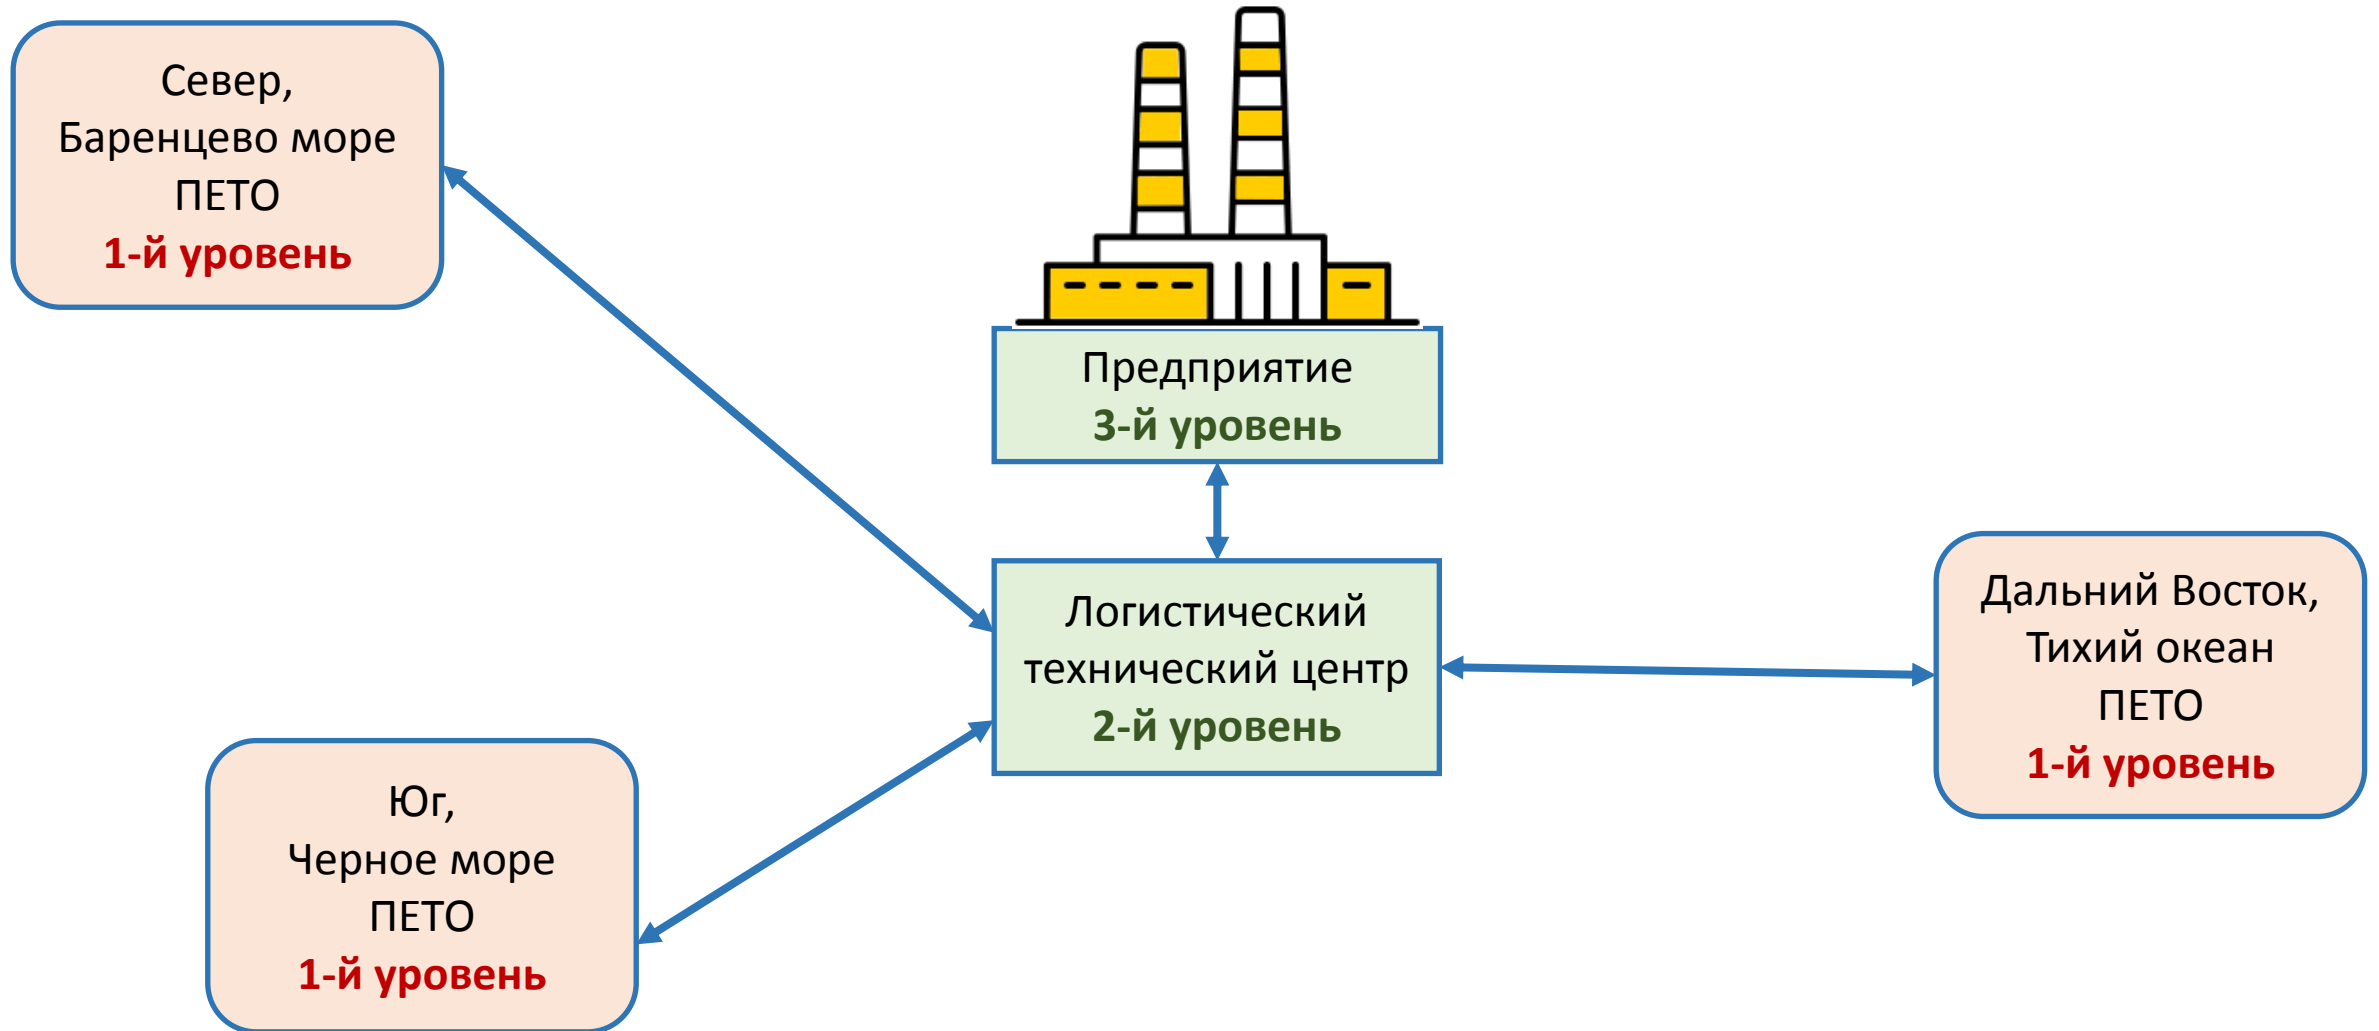 Север,
Баренцево море
ПЕТО
1-й уровень
Предприятие
3-й уровень
Логистический
технический центр
2-й уровень
Дальний Восток,
Тихий океан
ПЕТО
1-й уровень
Юг,
Черное море
ПЕТО
1-й уровень